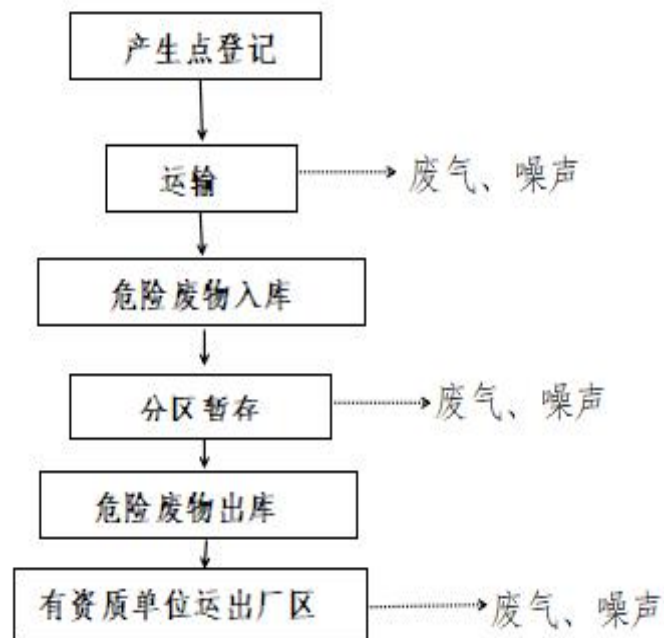 产生点登记
运输
废气、噪声
危险废物入库
分区暂存
废气、噪声
危险废物出库
有资质单位运出厂区
废气、噪声